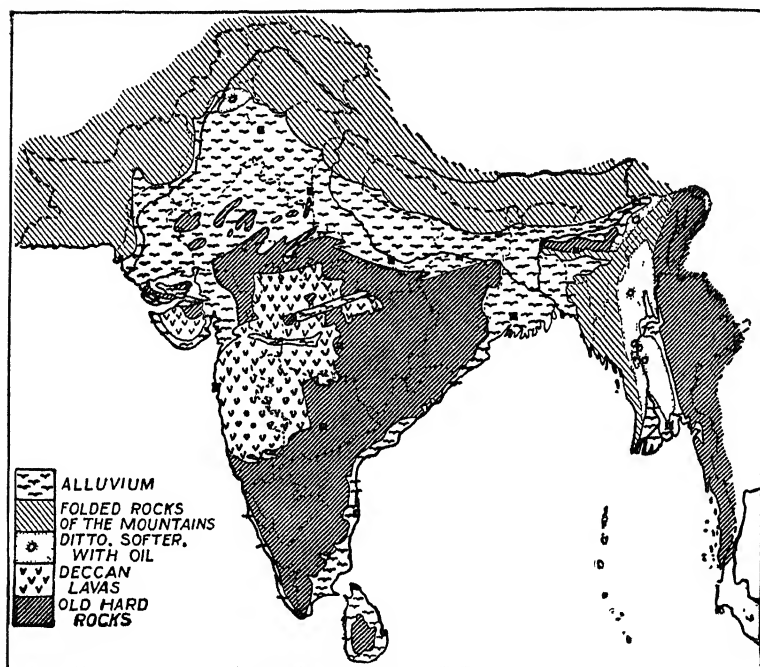 ALLUVIUM
FOLDED ROCKS
OF THE MOUNTAINS
DITTO. SOFTER.
WITH OIL
DECCAN
LAVAS
OLD HARD
ROCKS